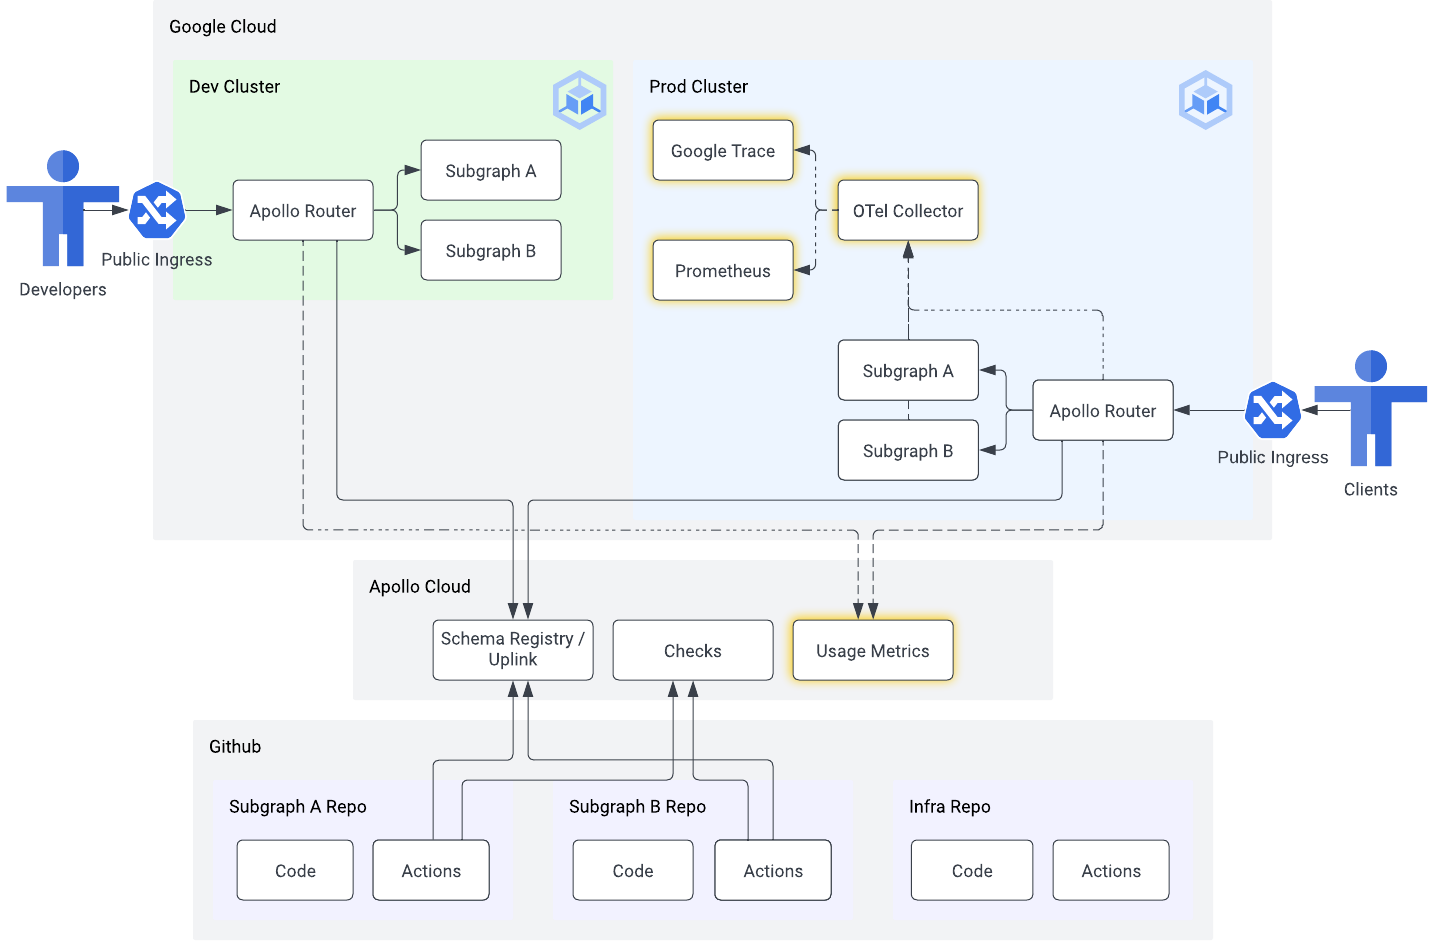 Google Cloud
Dev Cluster
Prod Cluster
Google Trace
Subgraph A
Apollo Router
OTel Collector
Subgraph B
Public Ingress
Prometheus
Developers
Subgraph A
Apollo Router
Subgraph B
Public Ingress
Clients
Apollo Cloud
Schema Registry /
Uplink
Checks
Usage Metrics
Github
Subgraph A Repo
Subgraph B Repo
Infra Repo
Code
Actions
Code
Actions
Code
Actions